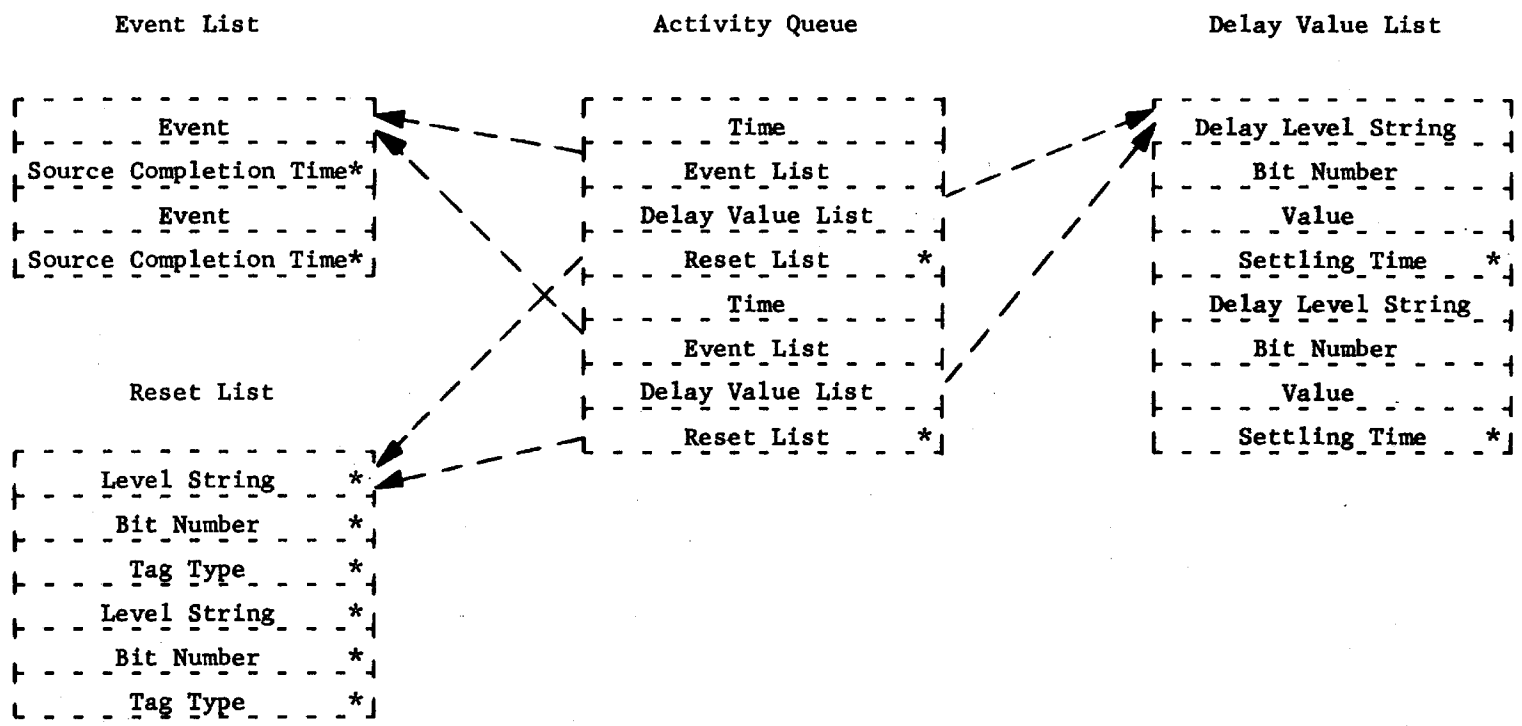 Event List
Event
Source Completion Time*
Event
Source Completion Time*
Reset List
Level String *
Bit Number *
Tag Type *
Level String *
Bit Number *
Tag Type *
Activity Queue
Time
Event List
Delay Value List
Reset List *
Time
Event List
Delay Value List
Reset List *
Delay Value List
Delay Level String
Bit Number
Value
Settling Time *
Delay Level String
Bit Number
Value
Settling Time *